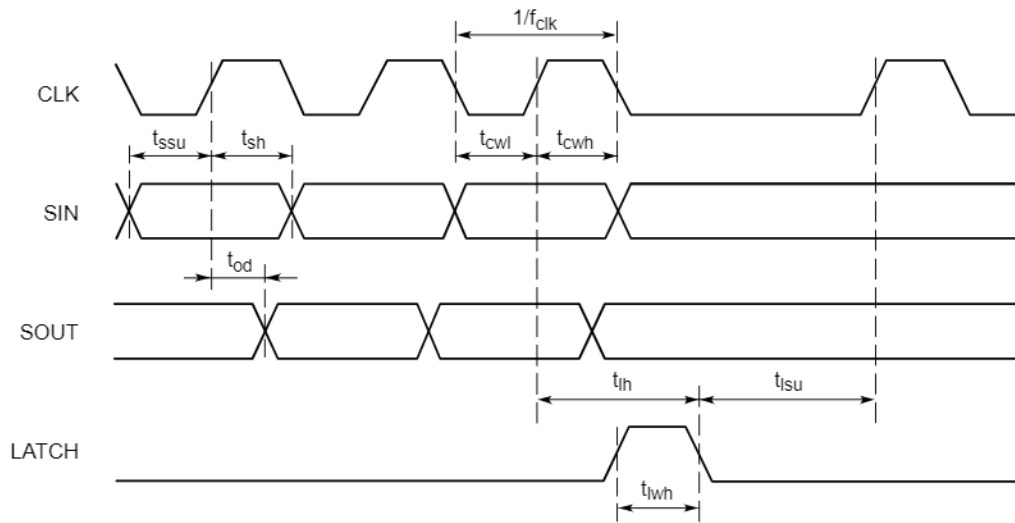 1/fclk
CLK
tssu
tsh
tcwl
tcwh
SIN
tod
SOUT
tlh
tlsu
LATCH
tlwh